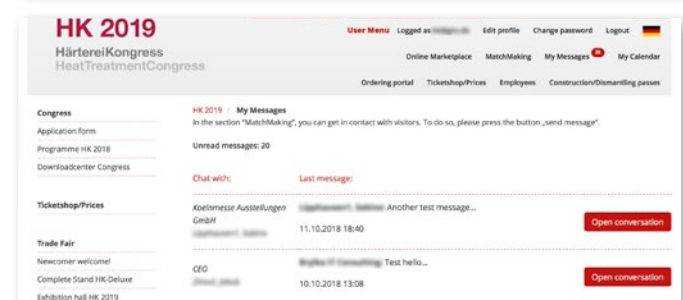 HK 2019
HärtereiKongress
HeatTreatmentCongress
User Menu Logged as Edit profile Change password Logout
Online Marketplace MatchMaking My Messages My Calendar
Ordering portal Ticketshop/Prices Employees Construction/Dismantling passes
Congress
Application form
Programme HK 2018
Downloadcenter Congress
Ticketshop/Prices
Trade Fair
Newcomer welcome!
Complete Stand HK-Deluxe
Exhibition hall HK 2019
HK 2019 / My Messages
In the section "MatchMaking", you can get in contact with visitors. To do so, please press the button „send message".
Unread messages: 20
Chat with: Last message:
Koelnmesse Ausstellungen GmbH
Another test message...
11.10.2018 18:40
Open conversation
CEO
Test hello...
10.10.2018 13:08
Open conversation